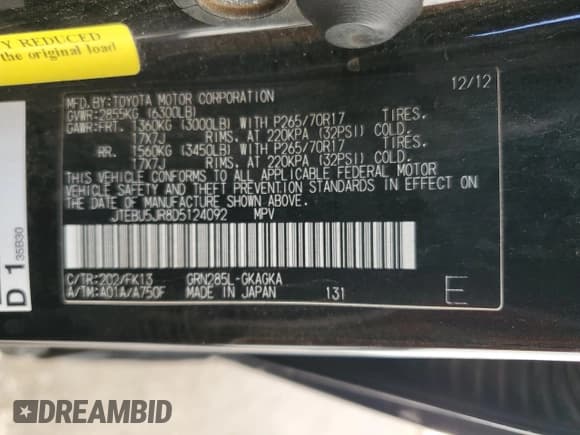 Y REDUCED
the original load
12/12
MFD.BY:TOYOTA MOTOR CORPORATION
GVWR:2855KG (6300LB)
GAWR:FRT. 1360KG (3000LB) WITH P265/70R17 TIRES.
17X7J RIMS. AT 220KPA (32PSI) COLD.
RR. 1560KG (3450LB) WITH P265/70R17 TIRES.
17X7J RIMS. AT 220KPA (32PSI) COLD.
THIS VEHICLE CONFORMS TO ALL APPLICABLE FEDERAL MOTOR
VEHICLE SAFETY AND THEFT PREVENTION STANDARDS IN EFFECT ON
THE DATE OF MANUFACTURE SHOWN ABOVE.
JTEBU5JR8D5124092 MPV
C/TR:202/FK13 GRN285L-GKAGKA
A/TM:A01A/A750F MADE IN JAPAN 131
E
D 1 35B30
DREAMBID